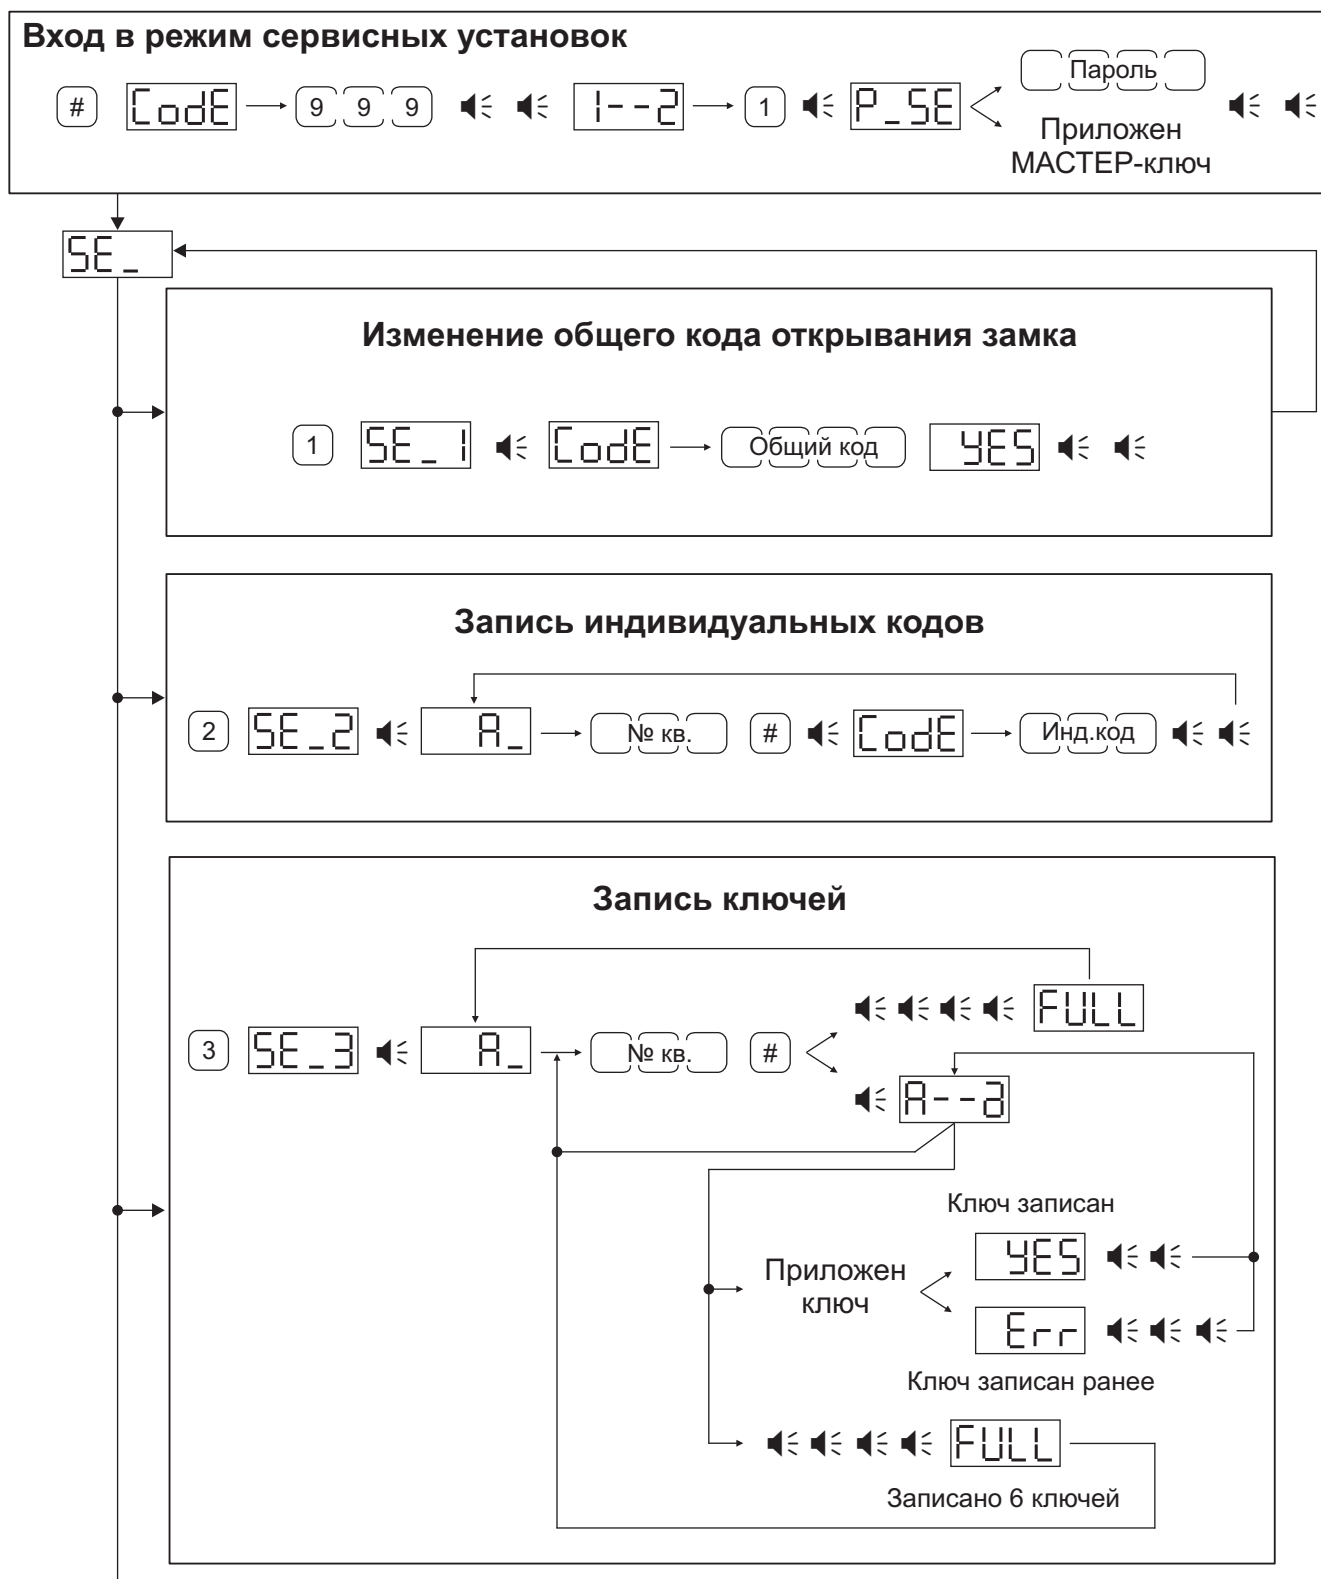 Вход в режим сервисных установок
# CodE 9 9 9 1--2 1 P_SE Пароль
Приложен
МАСТЕР-ключ
SE_
Изменение общего кода открывания замка
1 SE_1 CodE Общий код YES
Запись индивидуальных кодов
2 SE_2 A_ № кв. # CodE Инд.код
Запись ключей
FULL
3 SE_3 A_ № кв. #
A--a
Ключ записан
YES
Приложен
ключ
Err
Ключ записан ранее
FULL
Записано 6 ключей